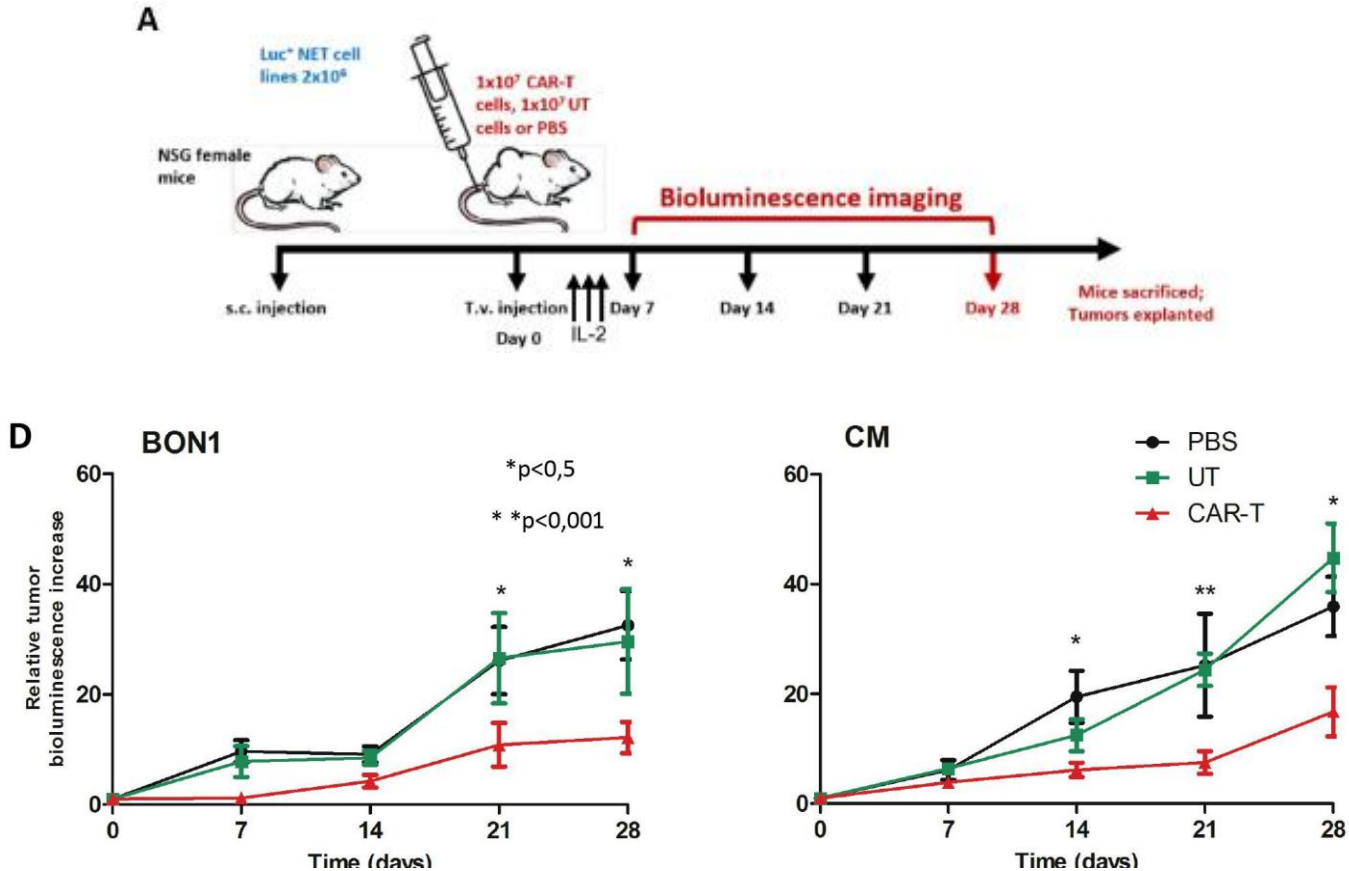 A
Luc⁺ NET cell
lines 2x10⁶
1x10⁷ CAR-T
cells, 1x10⁷ UT
cells or PBS
NSG female
mice
Bioluminescence imaging
s.c. injection
T.v. injection
Day 0
IL-2
Day 7
Day 14
Day 21
Day 28
Mice sacrificed;
Tumors explanted
D
BON1
*p<0,5
* *p<0,001
Relative tumor
bioluminescence increase
60
40
20
0
* *
0 7 14 21 28
Time (days)
CM
PBS
UT
CAR-T
60
40
20
0
* ** *
0 7 14 21 28
Time (days)